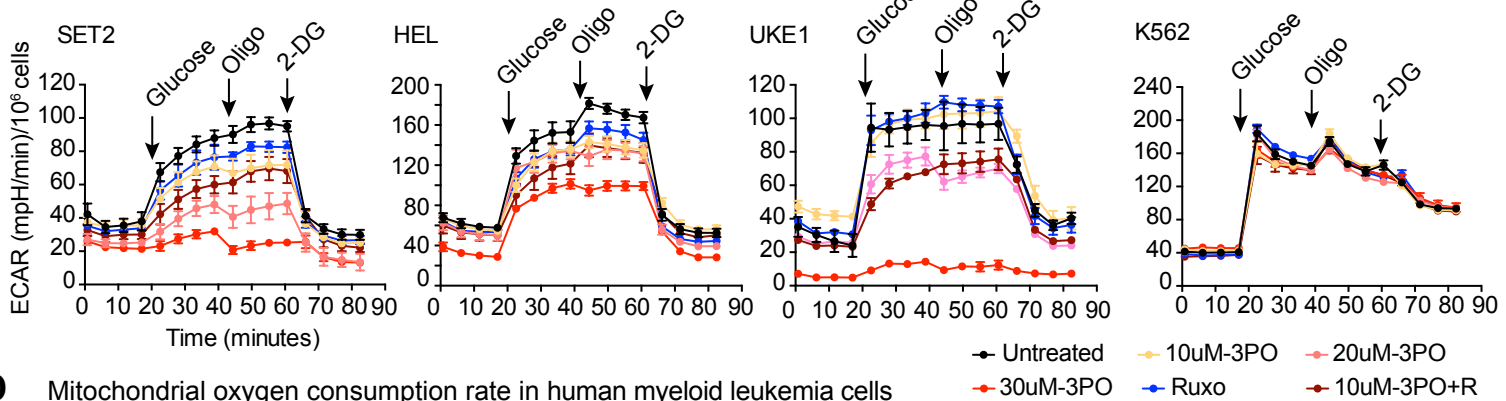 SET2
Glucose
Oligo
2-DG
HEL
Glucose
Oligo
2-DG
UKE1
Glucose
Oligo
2-DG
K562
Glucose
Oligo
2-DG
ECAR (mpH/min)/10⁶ cells
120
100
80
60
40
20
0
0 10 20 30 40 50 60 70 80 90
Time (minutes)
200
160
120
80
40
0
0 10 20 30 40 50 60 70 80 90
120
100
80
60
40
20
0
0 10 20 30 40 50 60 70 80 90
240
200
160
120
80
40
0
0 10 20 30 40 50 60 70 80 90
Untreated 10uM-3PO 20uM-3PO
30uM-3PO Ruxo 10uM-3PO+R
Mitochondrial oxygen consumption rate in human myeloid leukemia cells